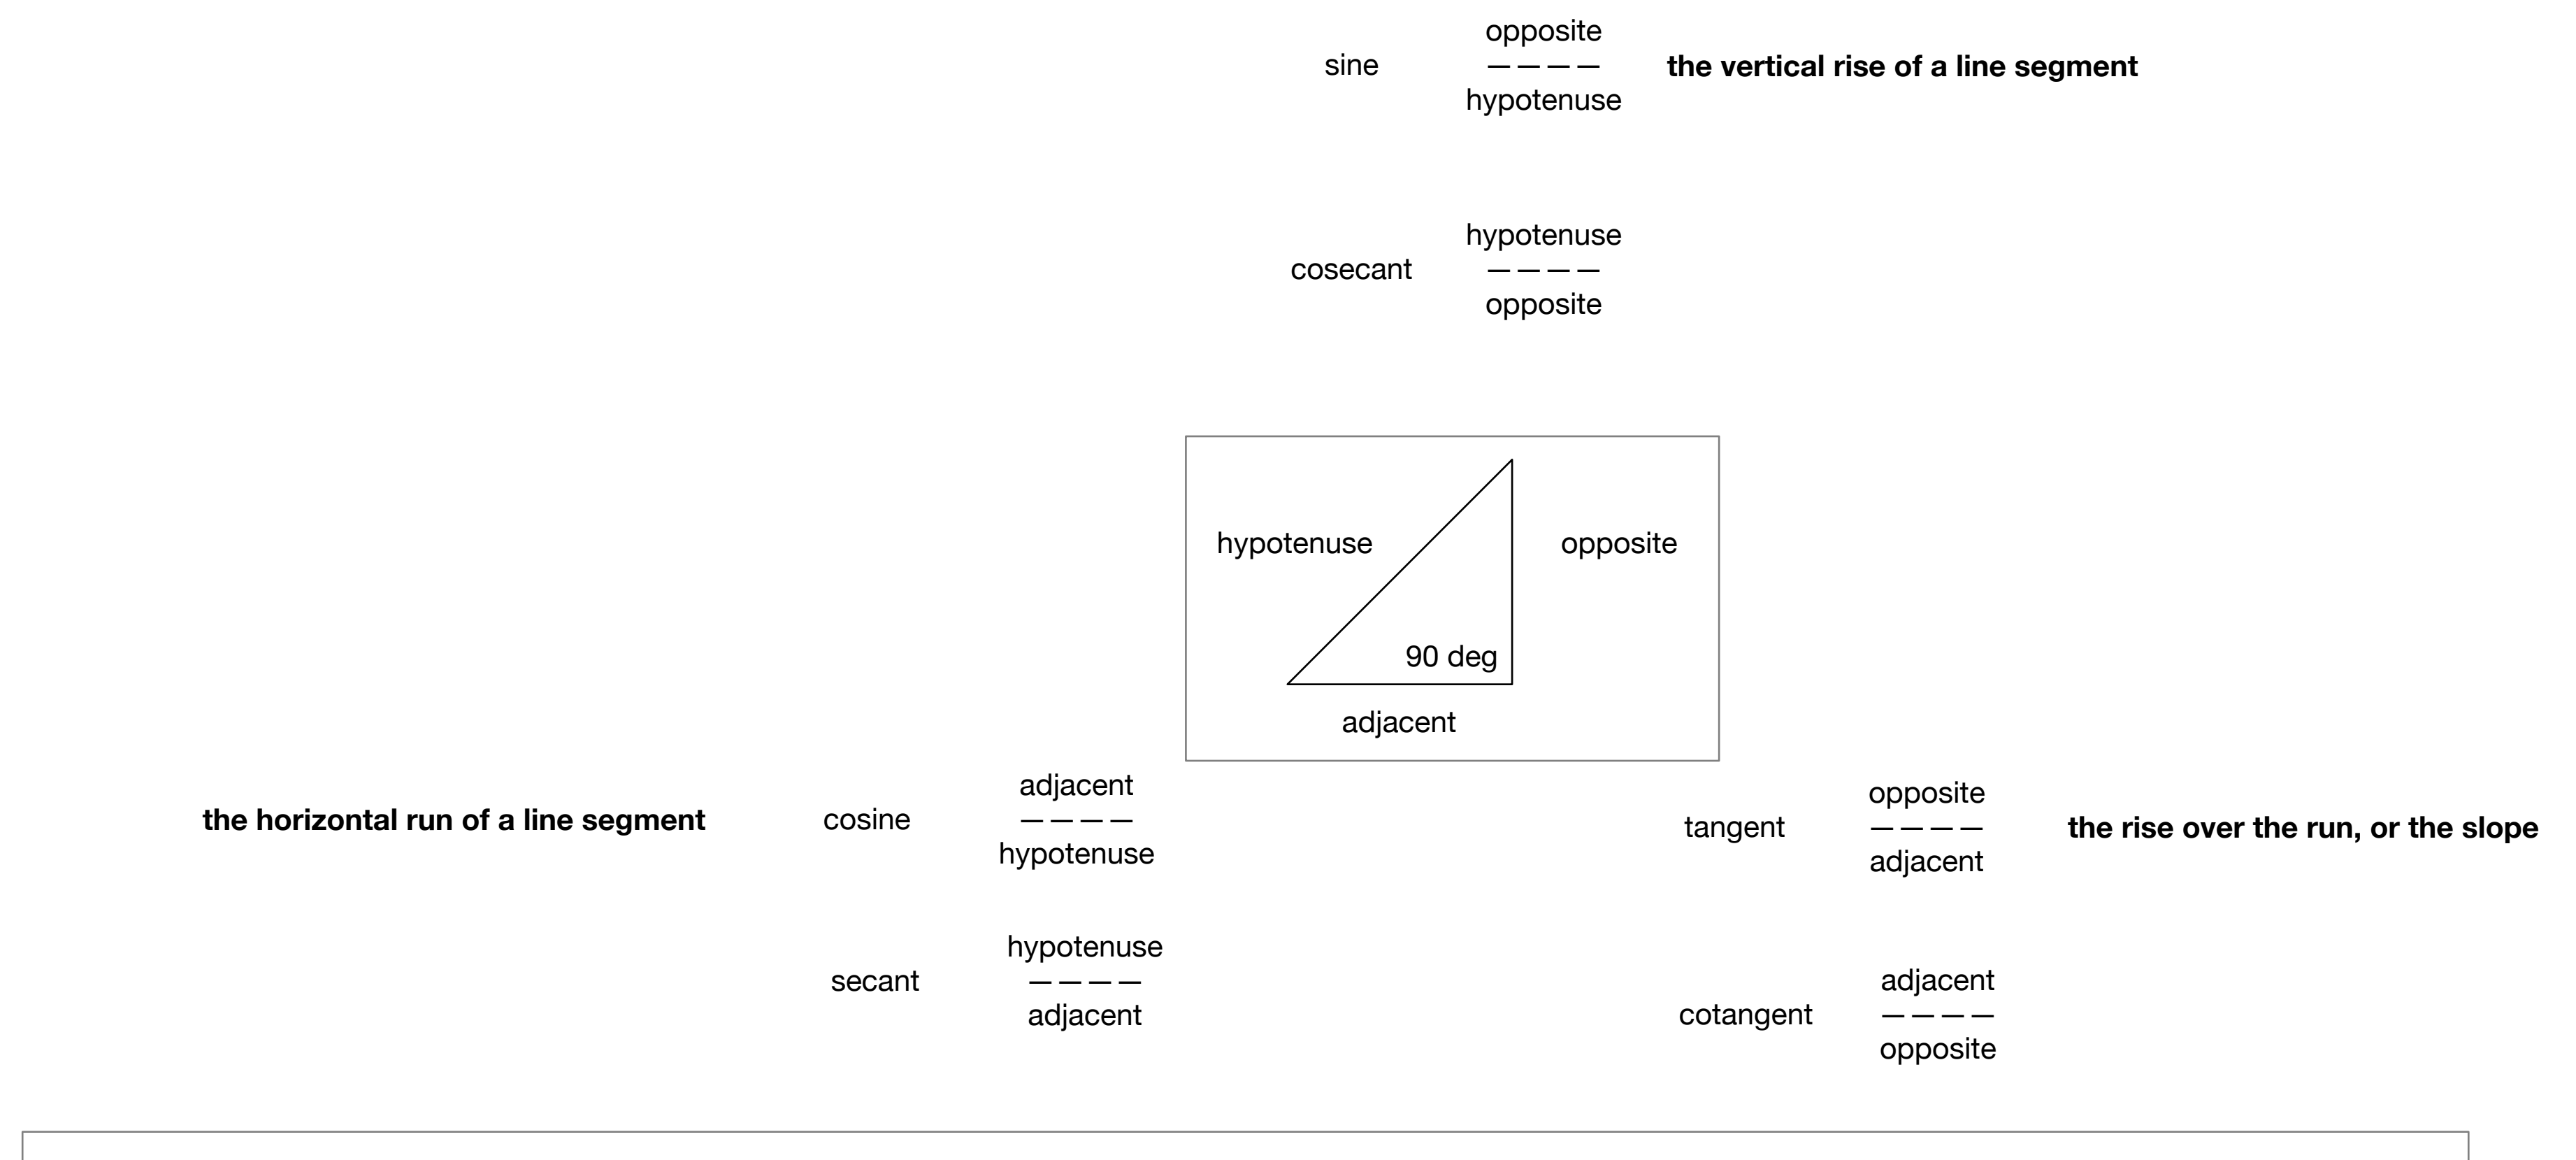 opposite
sine — — — — the vertical rise of a line segment
hypotenuse
hypotenuse
cosecant — — — —
opposite
hypotenuse opposite
90 deg
adjacent
adjacent
the horizontal run of a line segment cosine — — — —
hypotenuse
opposite
tangent — — — — the rise over the run, or the slope
adjacent
hypotenuse
secant — — — —
adjacent
adjacent
cotangent — — — —
opposite